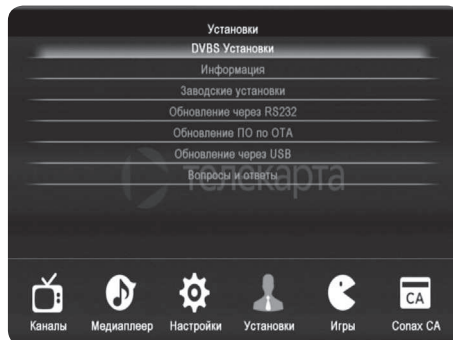 Установки
DVBS Установки
Информация
Заводские установки
Обновление через RS232
Обновление ПО по ОТА
Обновление через USB
Вопросы и ответы
телекарта
Каналы Медиаплеер Настройки Установки Игры Conax CA
CA